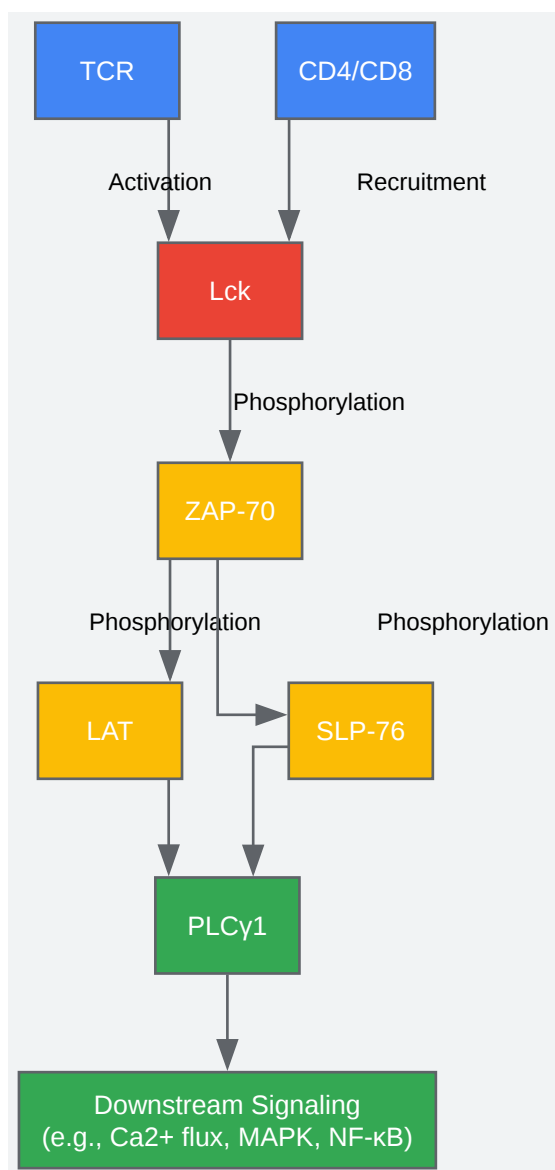 TCR
CD4/CD8
Activation
Recruitment
Lck
Phosphorylation
ZAP-70
Phosphorylation
Phosphorylation
LAT
SLP-76
PLCγ1
Downstream Signaling
(e.g., Ca2+ flux, MAPK, NF-κB)